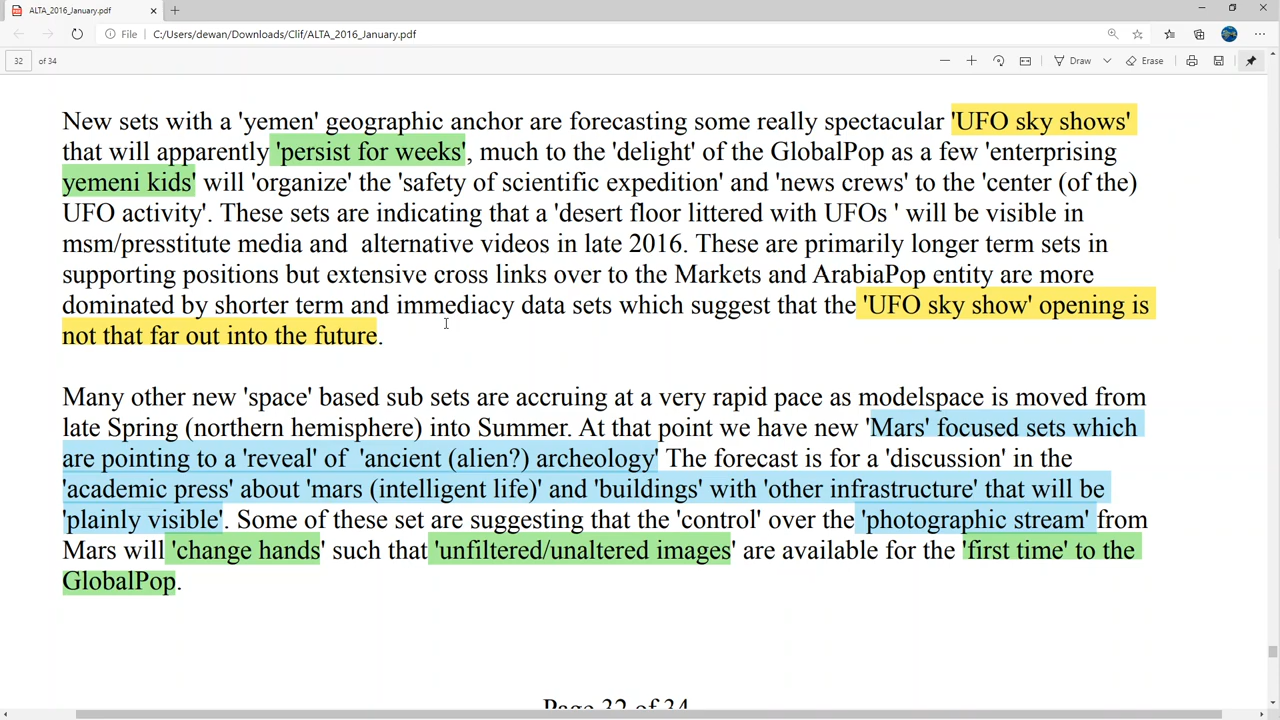 ALTA_2016_January.pdf
File C:/Users/dewan/Downloads/Clif/ALTA_2016_January.pdf
32 of 34 Draw Erase
New sets with a 'yemen' geographic anchor are forecasting some really spectacular 'UFO sky shows'
that will apparently 'persist for weeks', much to the 'delight' of the GlobalPop as a few 'enterprising
yemeni kids' will 'organize' the 'safety of scientific expedition' and 'news crews' to the 'center (of the)
UFO activity'. These sets are indicating that a 'desert floor littered with UFOs ' will be visible in
msm/presstitute media and alternative videos in late 2016. These are primarily longer term sets in
supporting positions but extensive cross links over to the Markets and ArabiaPop entity are more
dominated by shorter term and immediacy data sets which suggest that the 'UFO sky show' opening is
not that far out into the future.
Many other new 'space' based sub sets are accruing at a very rapid pace as modelspace is moved from
late Spring (northern hemisphere) into Summer. At that point we have new 'Mars' focused sets which
are pointing to a 'reveal' of 'ancient (alien?) archeology' The forecast is for a 'discussion' in the
'academic press' about 'mars (intelligent life)' and 'buildings' with 'other infrastructure' that will be
'plainly visible'. Some of these set are suggesting that the 'control' over the 'photographic stream' from
Mars will 'change hands' such that 'unfiltered/unaltered images' are available for the 'first time' to the
GlobalPop.
Page 32 of 34